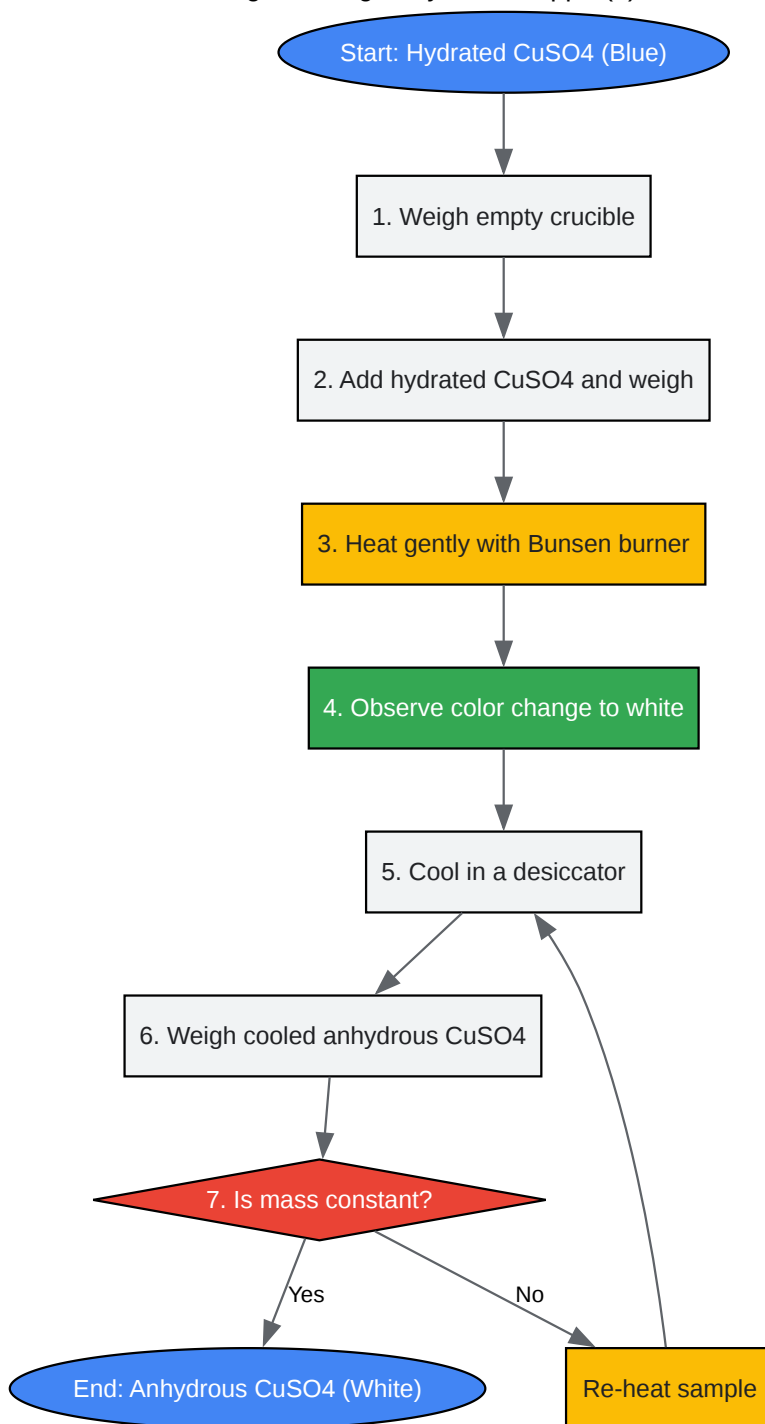 Start: Hydrated CuSO4 (Blue)
1. Weigh empty crucible
2. Add hydrated CuSO4 and weigh
3. Heat gently with Bunsen burner
4. Observe color change to white
5. Cool in a desiccator
6. Weigh cooled anhydrous CuSO4
7. Is mass constant?
Yes
No
End: Anhydrous CuSO4 (White)
Re-heat sample